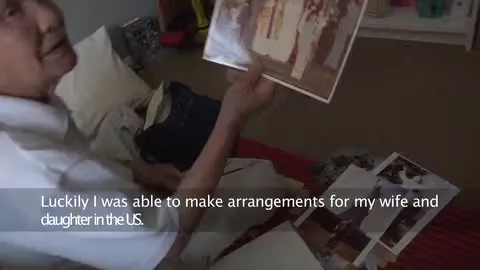 Luckily I was able to make arrangements for my wife and
daughter in the US.